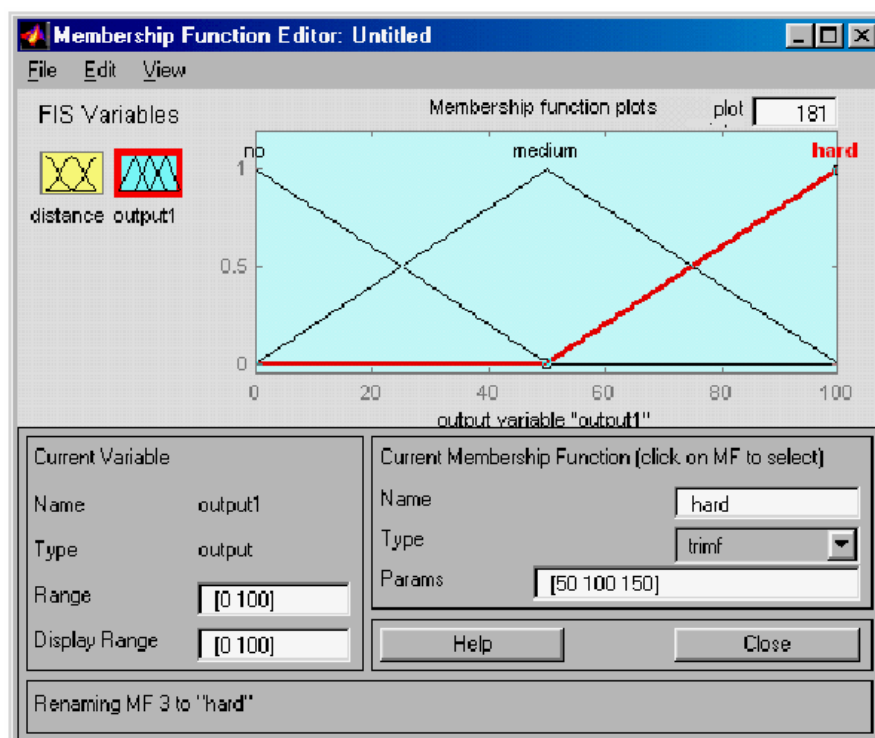 Membership Function Editor: Untitled
File Edit View
FIS Variables
Membership function plots
plot
181
no
medium
hard
1
0.5
0
distance
output1
0 20 40 60 80 100
output variable "output1"
Current Variable
Name output1
Type output
Range [0 100]
Display Range [0 100]
Current Membership Function (click on MF to select)
Name hard
Type trimf
Params [50 100 150]
Help Close
Renaming MF 3 to "hard"